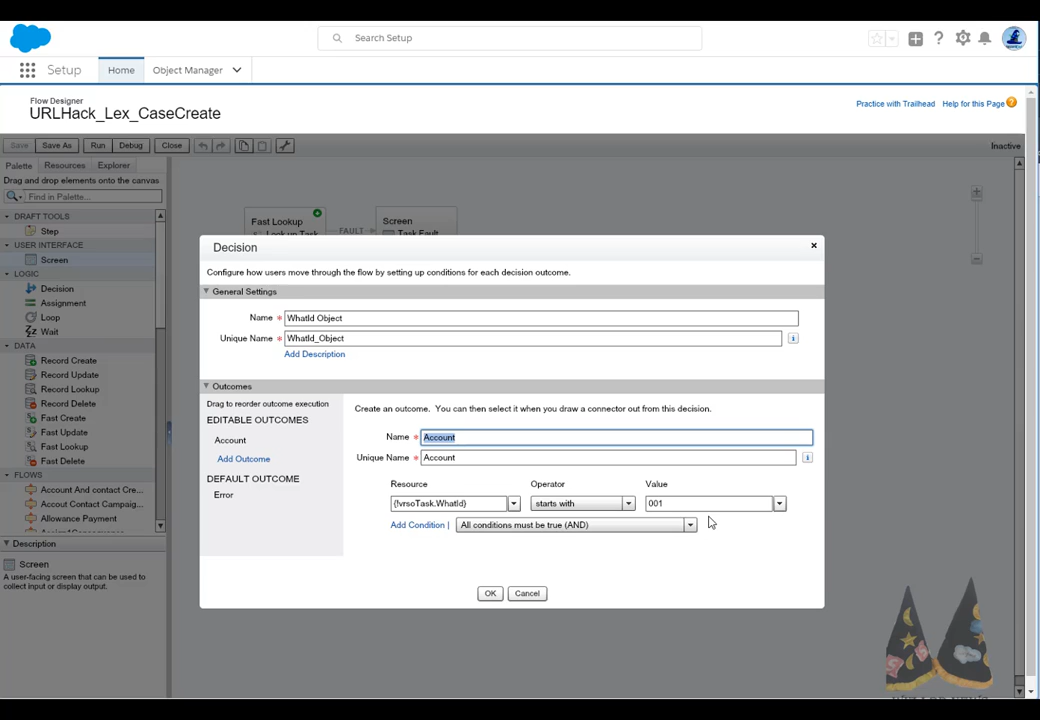 Search Setup
Setup
Home
Object Manager
Flow Designer
URLHack_Lex_CaseCreate
Practice with Trailhead
Help for this Page
Save
Save As
Run
Debug
Close
Inactive
Palette
Resources
Explorer
Drag and drop elements onto the canvas
Find in Palette...
DRAFT TOOLS
Step
USER INTERFACE
Screen
LOGIC
Decision
Assignment
Loop
Wait
DATA
Record Create
Record Update
Record Lookup
Record Delete
Fast Create
Fast Update
Fast Lookup
Fast Delete
FLOWS
Account And contact Cre...
Accout Contact Campaig...
Allowance Payment
Description
Screen
A user-facing screen that can be used to
collect input or display output.
Fast Lookup
Look up Task
FAULT
Screen
Task Fault
Decision
Configure how users move through the flow by setting up conditions for each decision outcome.
General Settings
Name * WhatId Object
Unique Name * WhatId_Object
Add Description
Outcomes
Drag to reorder outcome execution
EDITABLE OUTCOMES
Account
Add Outcome
DEFAULT OUTCOME
Error
Create an outcome. You can then select it when you draw a connector out from this decision.
Name * Account
Unique Name * Account
Resource
Operator
Value
{!vrsoTask.WhatId}
starts with
001
Add Condition |
All conditions must be true (AND)
OK
Cancel